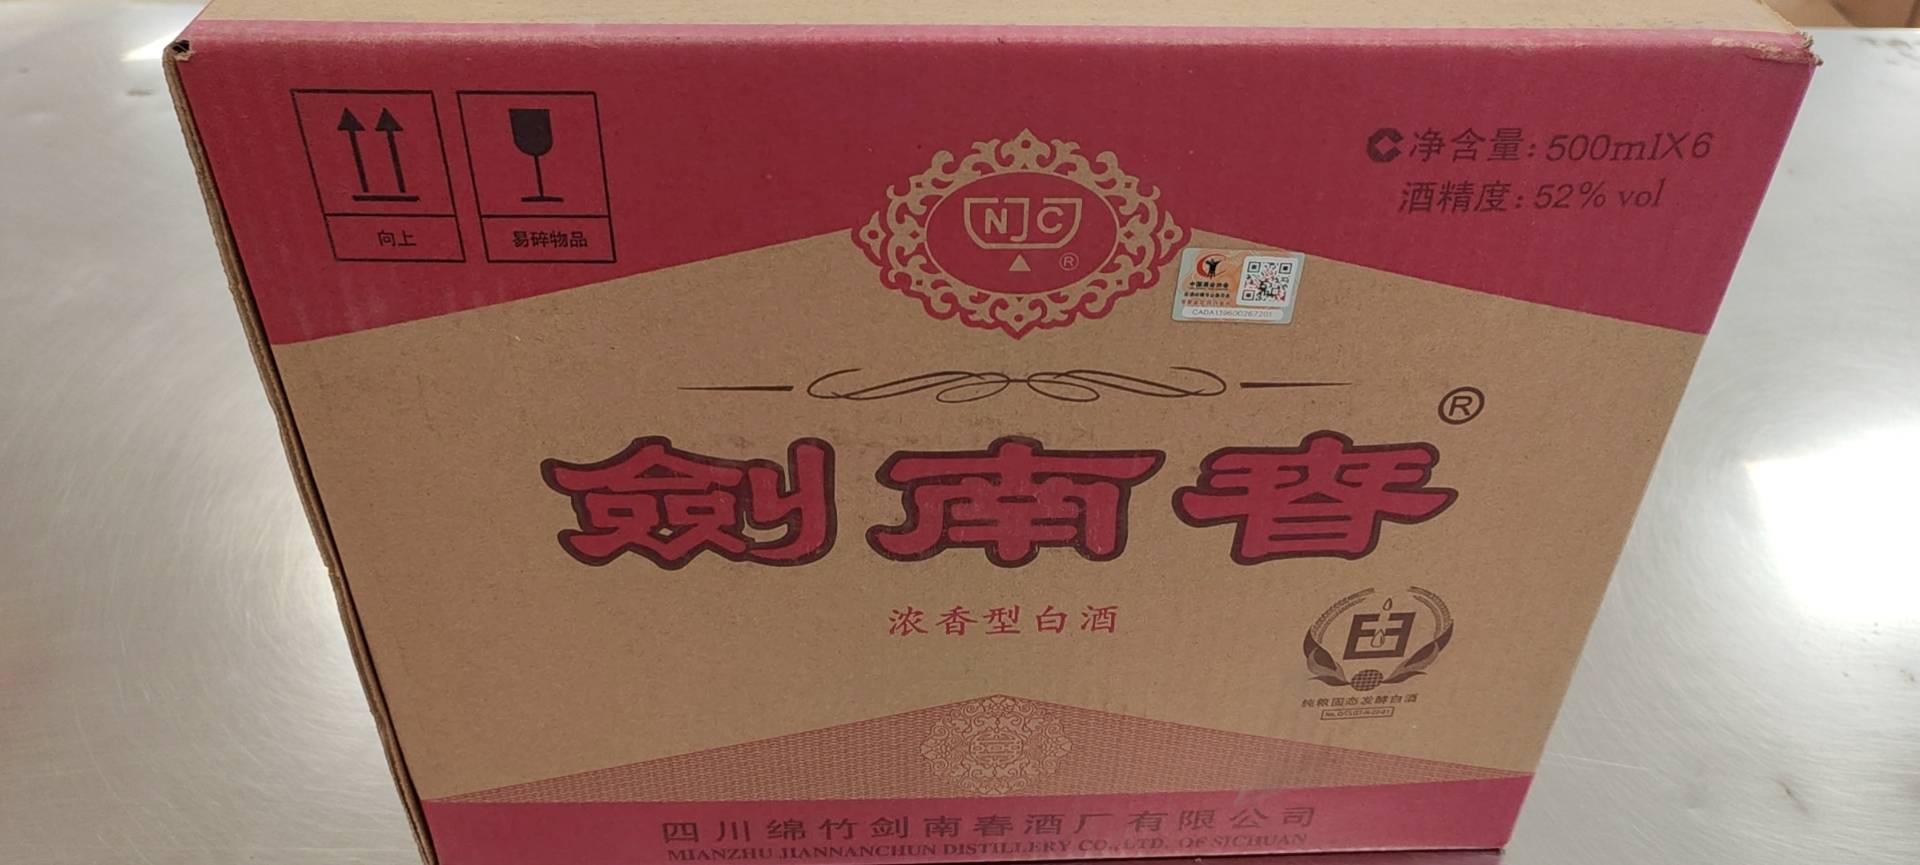 向上
易碎物品
NJC
®
净含量: 500mlX6
酒精度: 52% vol
CADA139600267201
®
劍南春
浓香型白酒
纯粮固态发酵白酒
四川绵竹剑南春酒厂有限公司
MIANZHU JIANNANCHUN DISTILLERY CO., LTD. OF SICHUAN